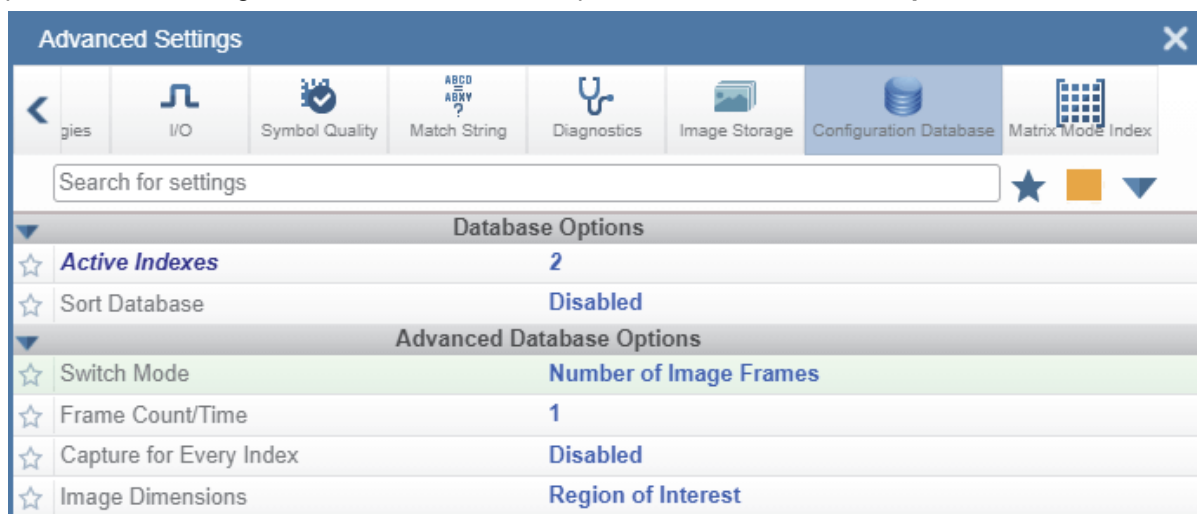 Advanced Settings
gies
I/O
Symbol Quality
ABCD
ABXY
?
Match String
Diagnostics
Image Storage
Configuration Database
Matrix Mode Index
Search for settings
Database Options
Active Indexes 2
Sort Database Disabled
Advanced Database Options
Switch Mode Number of Image Frames
Frame Count/Time 1
Capture for Every Index Disabled
Image Dimensions Region of Interest